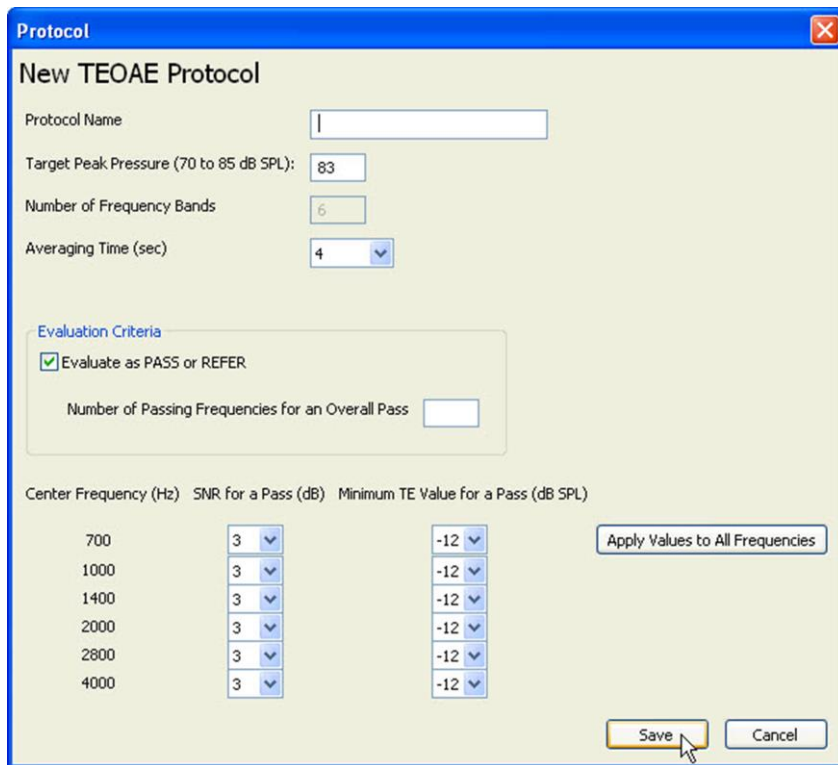 Protocol
New TEOAE Protocol
Protocol Name
Target Peak Pressure (70 to 85 dB SPL): 83
Number of Frequency Bands 6
Averaging Time (sec) 4
Evaluation Criteria
Evaluate as PASS or REFER
Number of Passing Frequencies for an Overall Pass
Center Frequency (Hz) SNR for a Pass (dB) Minimum TE Value for a Pass (dB SPL)
700 3 -12 Apply Values to All Frequencies
1000 3 -12
1400 3 -12
2000 3 -12
2800 3 -12
4000 3 -12
Save Cancel